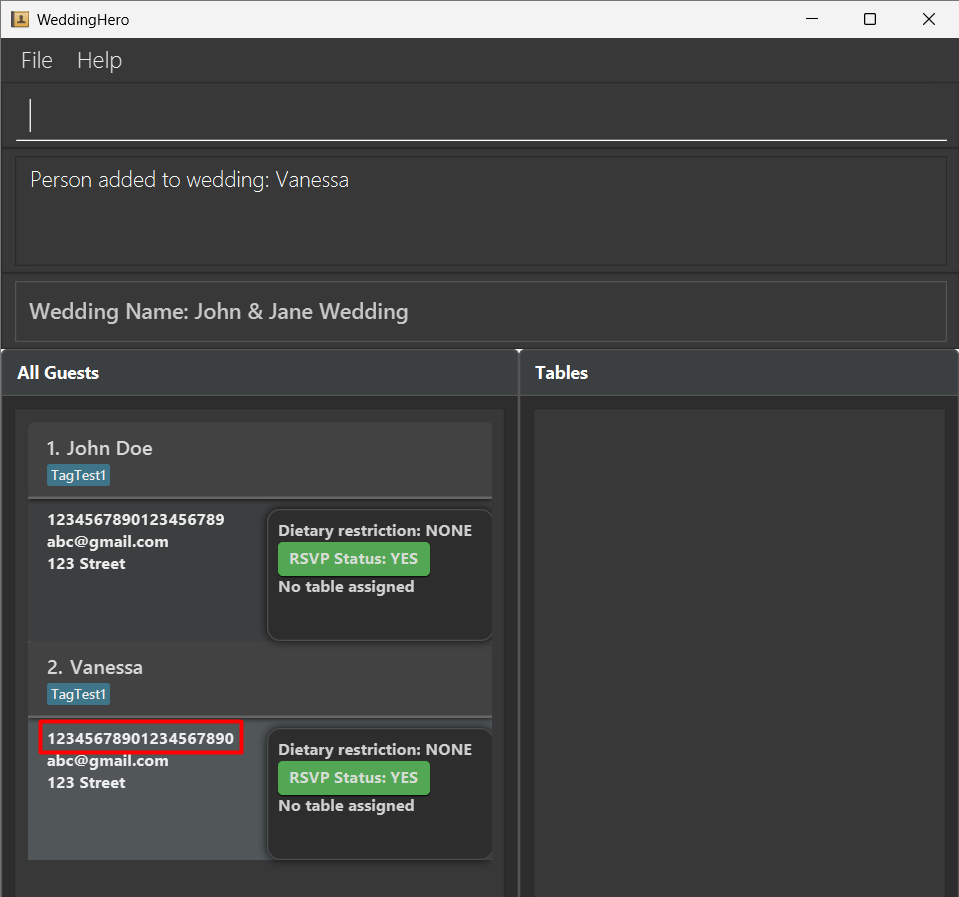 WeddingHero
File Help
Person added to wedding: Vanessa
Wedding Name: John & Jane Wedding
All Guests
Tables
1. John Doe
TagTest1
1234567890123456789
abc@gmail.com
123 Street
Dietary restriction: NONE
RSVP Status: YES
No table assigned
2. Vanessa
TagTest1
12345678901234567890
abc@gmail.com
123 Street
Dietary restriction: NONE
RSVP Status: YES
No table assigned